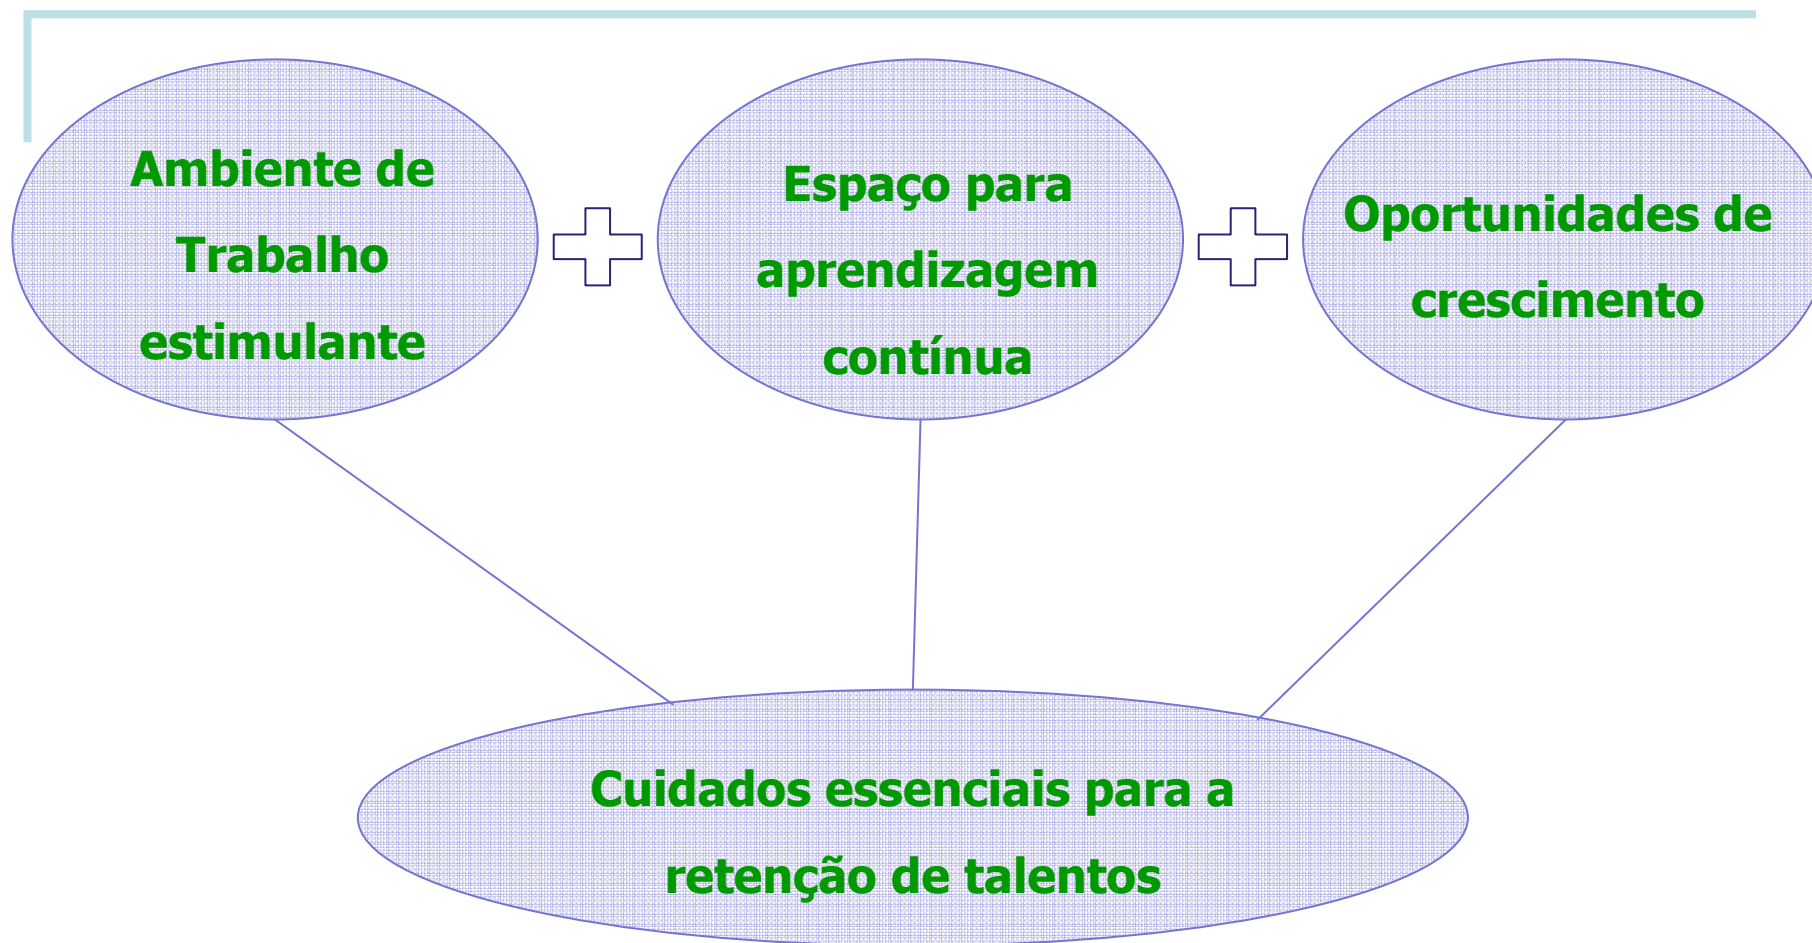 Ambiente de
Trabalho
estimulante
Espaço para
aprendizagem
contínua
Oportunidades de
crescimento
Cuidados essenciais para a
retenção de talentos